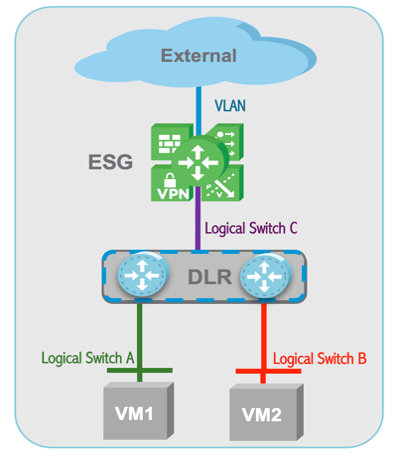 External
VLAN
ESG
VPN
Logical Switch C
DLR
Logical Switch A
Logical Switch B
VM1
VM2